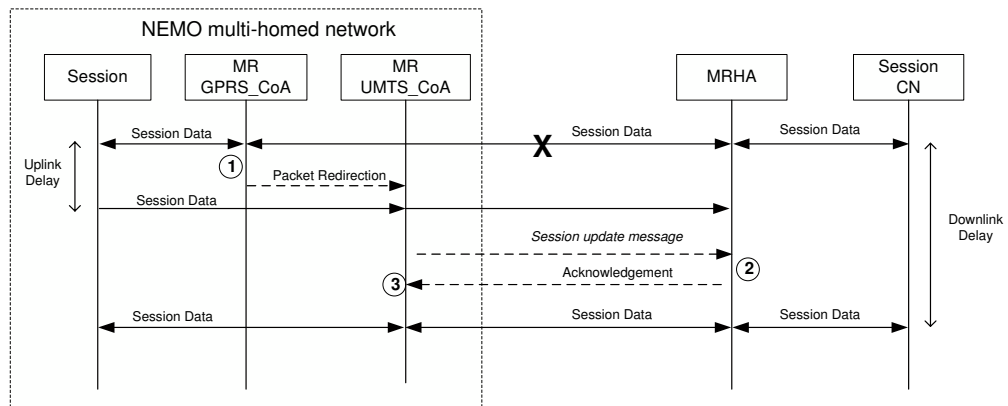 NEMO multi-homed network
Session
MR
GPRS_CoA
MR
UMTS_CoA
MRHA
Session
CN
Session Data
X
Session Data
Session Data
Uplink
Delay
1
Packet Redirection
Session Data
Downlink
Delay
Session update message
2
Acknowledgement
3
Session Data
Session Data
Session Data